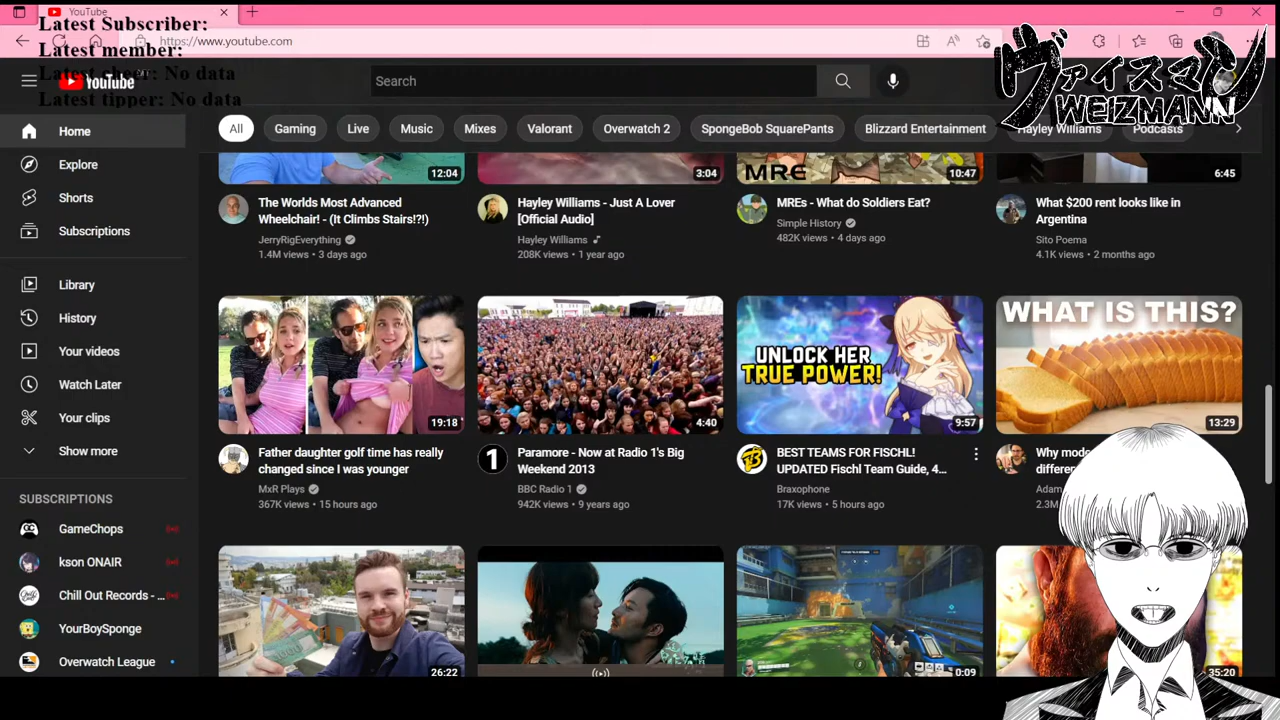 YouTube
Latest Subscriber:
https://www.youtube.com
Latest member:
Latest cheer: No data
YouTube
Search
Latest tipper: No data
ヴァイスマン
WEIZMANN
All
Gaming
Live
Music
Mixes
Valorant
Overwatch 2
SpongeBob SquarePants
Blizzard Entertainment
Hayley Williams
Podcasts
Home
Explore
Shorts
Subscriptions
Library
History
Your videos
Watch Later
Your clips
Show more
SUBSCRIPTIONS
GameChops
kson ONAIR
Chill Out Records - ...
YourBoySponge
Overwatch League
12:04
The Worlds Most Advanced
Wheelchair! - (It Climbs Stairs!?!)
JerryRigEverything
1.4M views • 3 days ago
3:04
Hayley Williams - Just A Lover
[Official Audio]
Hayley Williams
208K views • 1 year ago
MRE
10:47
MREs - What do Soldiers Eat?
Simple History
482K views • 4 days ago
6:45
What $200 rent looks like in
Argentina
Sito Poema
4.1K views • 2 months ago
19:18
Father daughter golf time has really
changed since I was younger
MxR Plays
367K views • 15 hours ago
4:40
1
Paramore - Now at Radio 1's Big
Weekend 2013
BBC Radio 1
942K views • 9 years ago
UNLOCK HER
TRUE POWER!
9:57
BEST TEAMS FOR FISCHL!
UPDATED Fischl Team Guide, 4...
Braxophone
17K views • 5 hours ago
WHAT IS THIS?
13:29
Why
Adam
2.3M
26:22
0:09
35:20